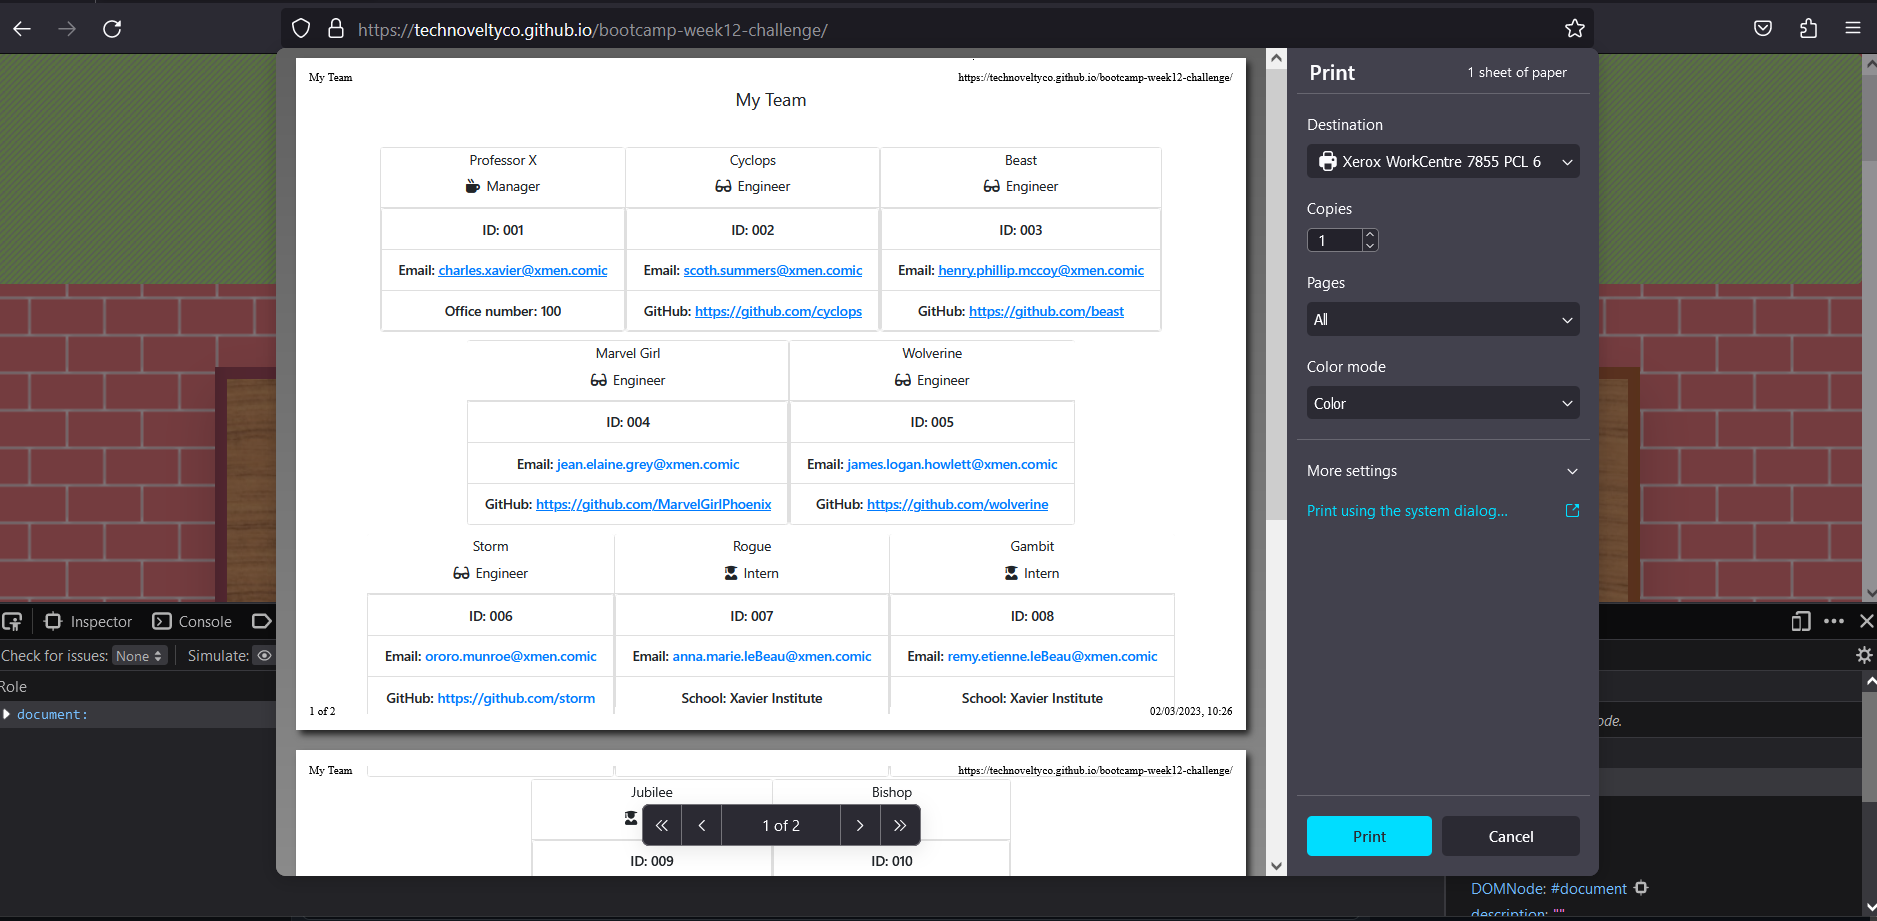 https://technoveltyco.github.io/bootcamp-week12-challenge/
My Team https://technoveltyco.github.io/bootcamp-week12-challenge/
My Team
Professor X Cyclops Beast
Manager Engineer Engineer
ID: 001 ID: 002 ID: 003
Email: charles.xavier@xmen.comic Email: scoth.summers@xmen.comic Email: henry.phillip.mccoy@xmen.comic
Office number: 100 GitHub: https://github.com/cyclops GitHub: https://github.com/beast
Marvel Girl Wolverine
Engineer Engineer
ID: 004 ID: 005
Email: jean.elaine.grey@xmen.comic Email: james.logan.howlett@xmen.comic
GitHub: https://github.com/MarvelGirlPhoenix GitHub: https://github.com/wolverine
Storm Rogue Gambit
Engineer Intern Intern
ID: 006 ID: 007 ID: 008
Email: ororo.munroe@xmen.comic Email: anna.marie.leBeau@xmen.comic Email: remy.etienne.leBeau@xmen.comic
GitHub: https://github.com/storm School: Xavier Institute School: Xavier Institute
1 of 2 02/03/2023, 10:26
My Team https://technoveltyco.github.io/bootcamp-week12-challenge/
Jubilee Bishop
1 of 2
ID: 009 ID: 010
Print 1 sheet of paper
Destination
Xerox WorkCentre 7855 PCL 6
Copies
1
Pages
All
Color mode
Color
More settings
Print using the system dialog...
Print Cancel
Inspector Console
Check for issues: None Simulate:
Role
document:
ode.
DOMNode: #document
description: ""